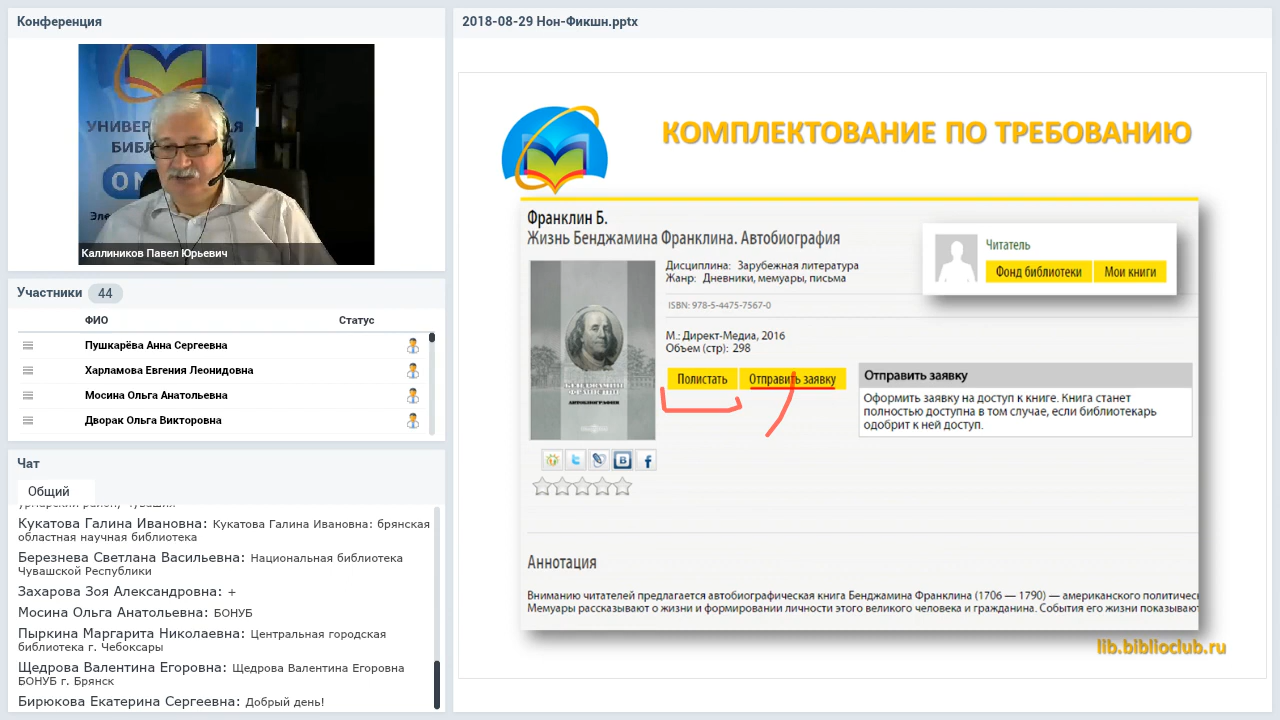 Конференция
УНИВЕР
АЯ
БИБЛ
ON
Эле
Каллиников Павел Юрьевич
Участники 44
ФИО Статус
Пушкарёва Анна Сергеевна
Харламова Евгения Леонидовна
Мосина Ольга Анатольевна
Дворак Ольга Викторовна
Чат
Общий
Кукатова Галина Ивановна: Кукатова Галина Ивановна: брянская
областная научная библиотека
Березнева Светлана Васильевна: Национальная библиотека
Чувашской Республики
Захарова Зоя Александровна: +
Мосина Ольга Анатольевна: БОНУБ
Пыркина Маргарита Николаевна: Центральная городская
библиотека г. Чебоксары
Щедрова Валентина Егоровна: Щедрова Валентина Егоровна
БОНУБ г. Брянск
Бирюкова Екатерина Сергеевна: Добрый день!
2018-08-29 Нон-Фикшн.pptx
КОМПЛЕКТОВАНИЕ ПО ТРЕБОВАНИЮ
Франклин Б.
Жизнь Бенджамина Франклина. Автобиография
Читатель
Фонд библиотеки Мои книги
Дисциплина: Зарубежная литература
Жанр: Дневники, мемуары, письма
ISBN: 978-5-4475-7567-0
М.: Директ-Медиа, 2016
Объем (стр): 298
Полистать Отправить заявку
Отправить заявку
Оформить заявку на доступ к книге. Книга станет
полностью доступна в том случае, если библиотекарь
одобрит к ней доступ.
БЕНДЖАМИН
ФРАНКЛИН
АВТОБИОГРАФИЯ
Аннотация
Вниманию читателей предлагается автобиографическая книга Бенджамина Франклина (1706 — 1790) — американского политичес
Мемуары рассказывают о жизни и формировании личности этого великого человека и гражданина. События его жизни показывают
lib.biblioclub.ru